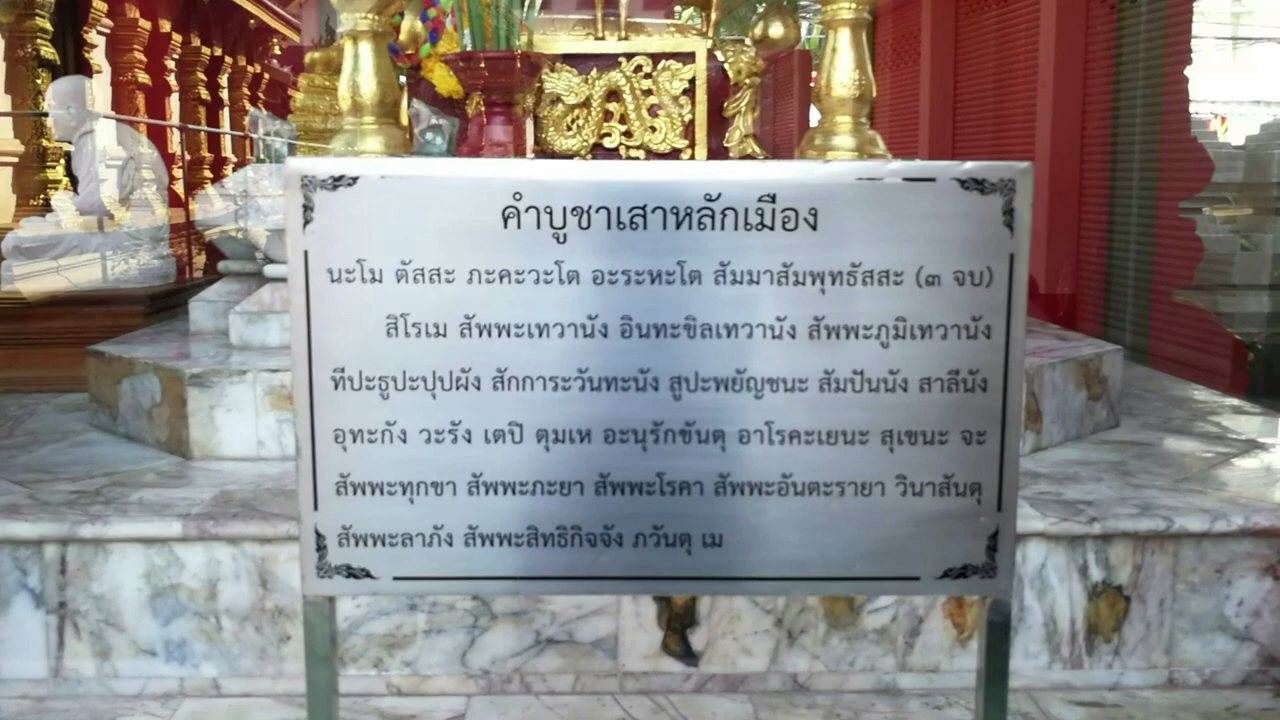 คำบูชาเสาหลักเมือง
นะโม ตัสสะ ภะคะวะโต อะระหะโต สัมมาสัมพุทธัสสะ (๓ จบ)
สิโรเม สัพพะเทวานัง อินทะขิลเทวานัง สัพพะภูมิเทวานัง
ทีปะธูปะปุปผัง สักการะวันทะนัง สูปะพยัญชนะ สัมปันนัง สาลีนัง
อุทะกัง วะรัง เตปิ ตุมเห อะนุรักขันตุ อาโรคะเยนะ สุเขนะ จะ
สัพพะทุกขา สัพพะภะยา สัพพะโรคา สัพพะอันตะรายา วินาสันตุ
สัพพะลาภัง สัพพะสิทธิกิจจัง ภวันตุ เม